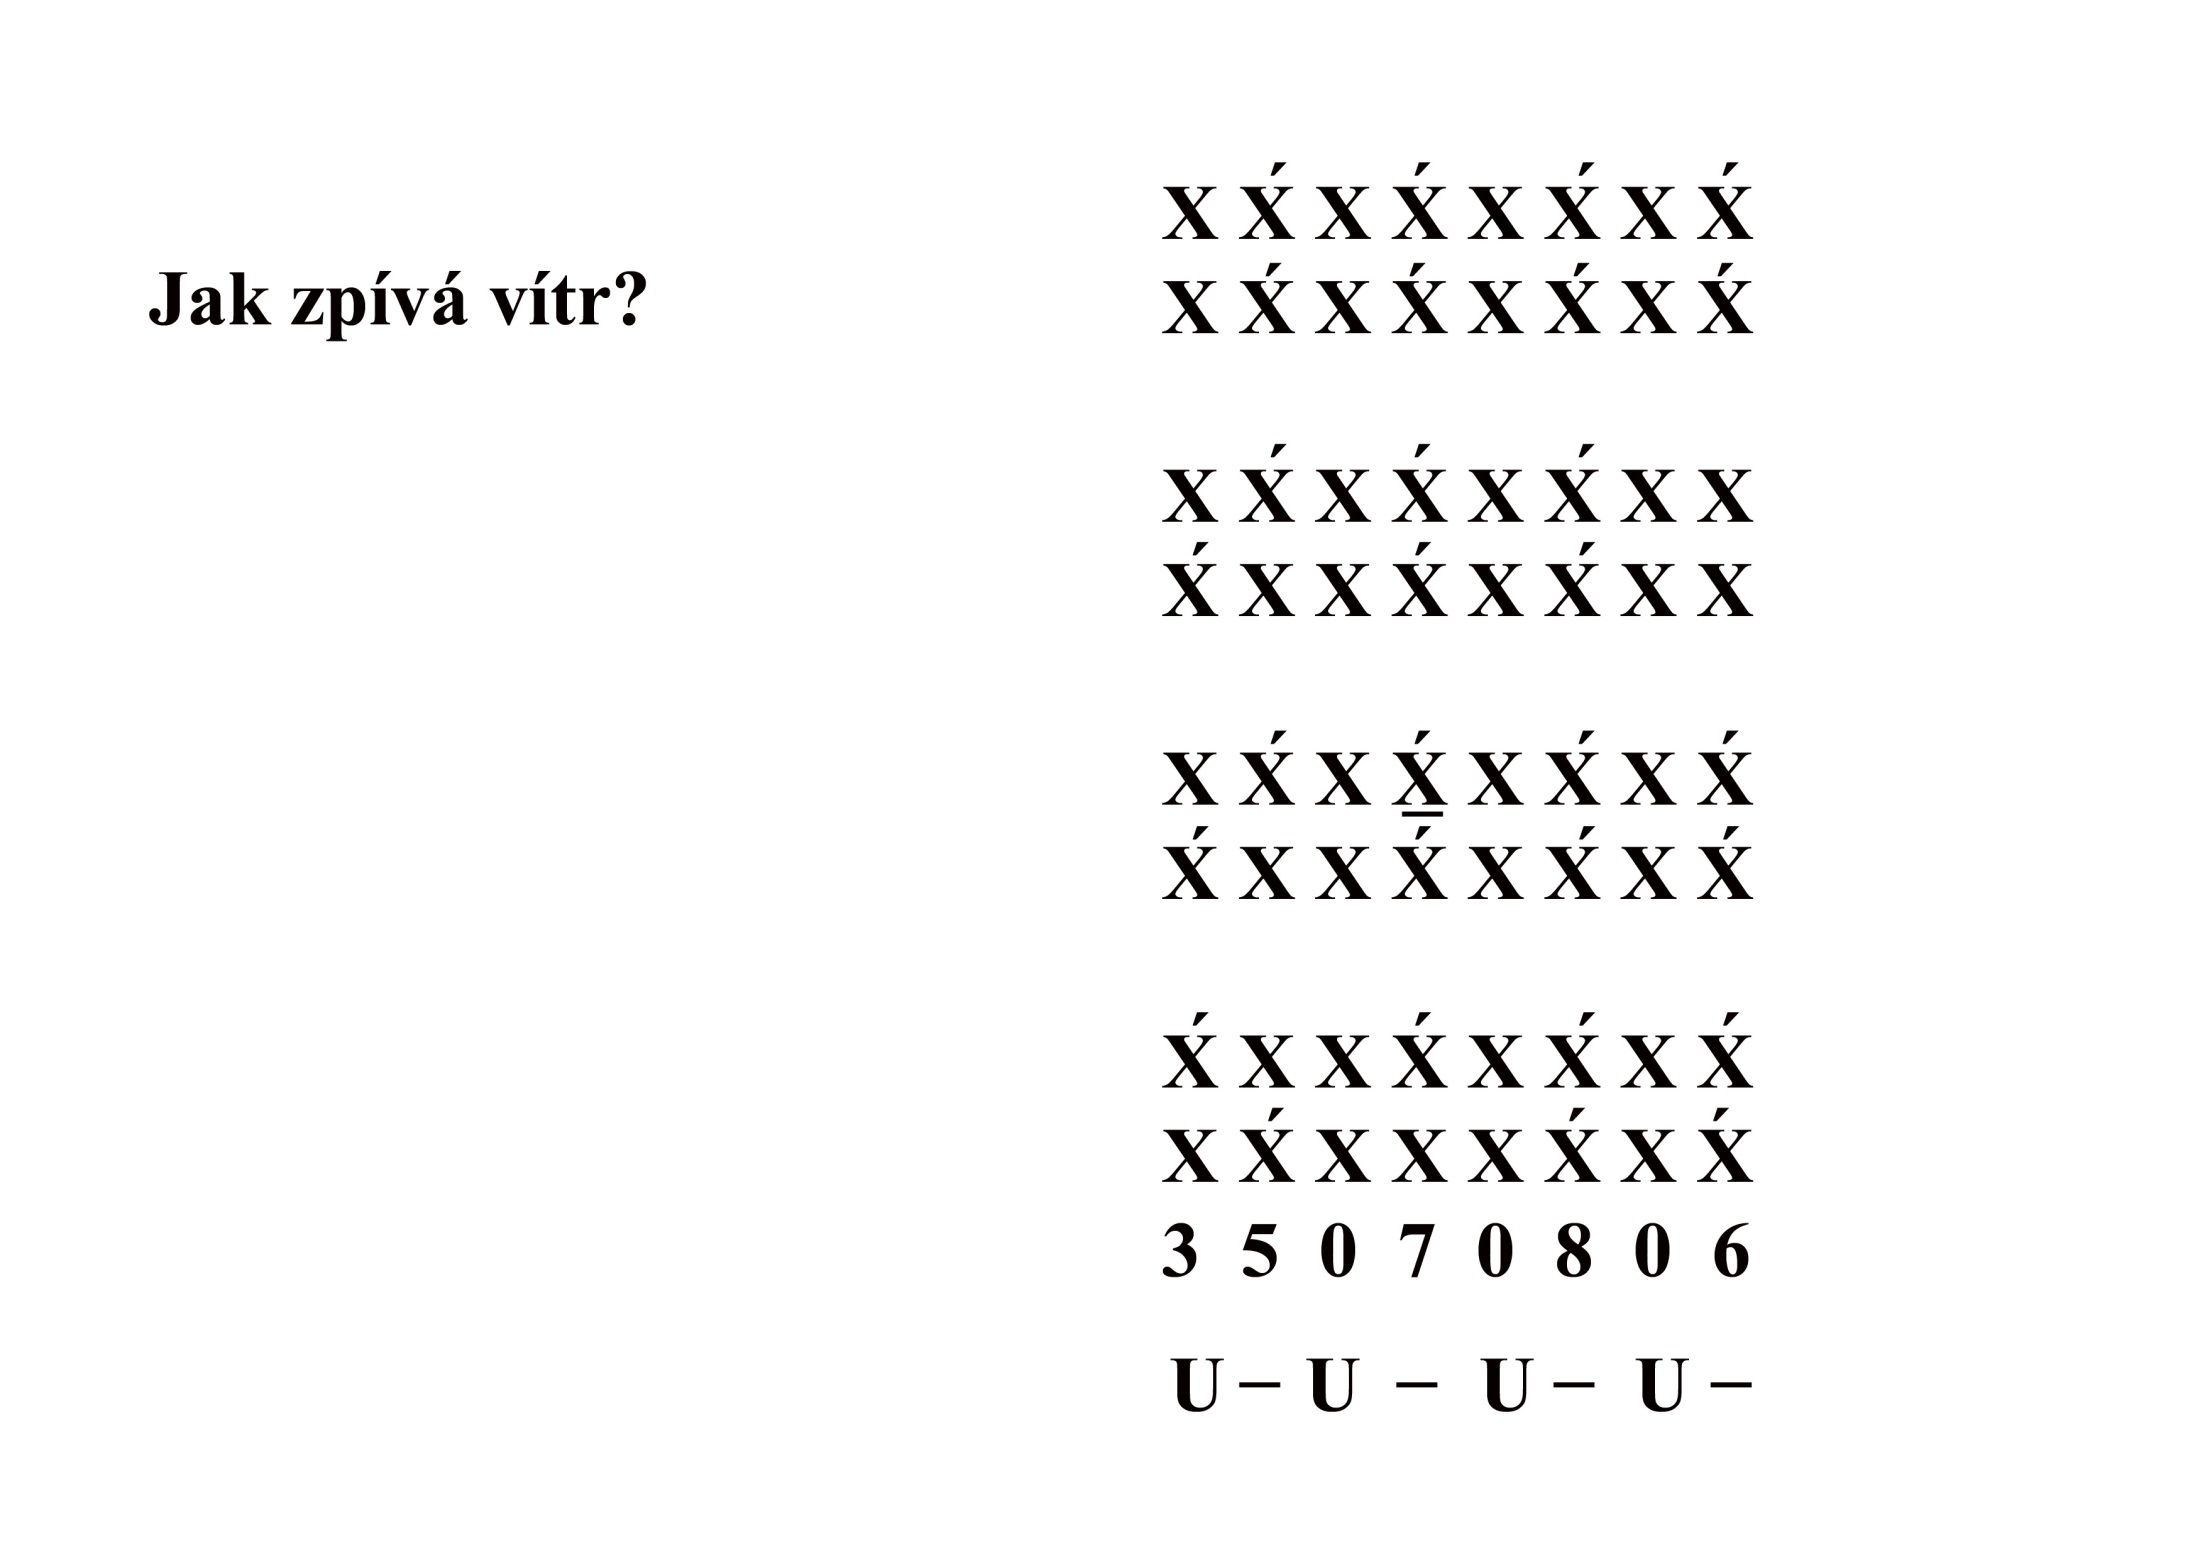 Jak zpívá vítr?
x x́ x x́ x x́ x x́
x x́ x x́ x x́ x x́
x x́ x x́ x x́ x x
x́ x x x́ x x́ x x
x x́ x x̲́ x x́ x x́
x́ x x x́ x x́ x x́
x́ x x x́ x x́ x x́
x x́ x x x x́ x x́
3 5 0 7 0 8 0 6
U – U – U – U –